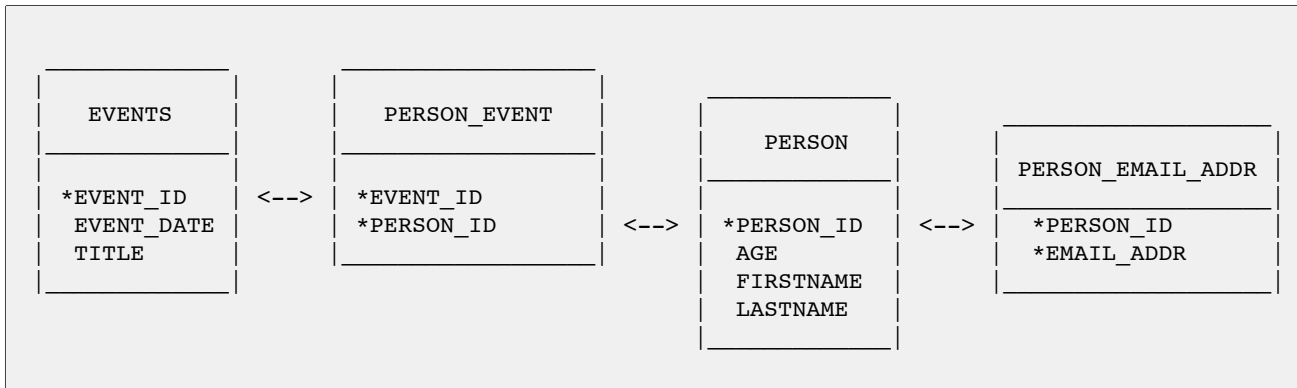 EVENTS
PERSON_EVENT
PERSON
PERSON_EMAIL_ADDR
*EVENT_ID <--> *EVENT_ID
EVENT_DATE *PERSON_ID <--> *PERSON_ID <--> *PERSON_ID
TITLE AGE *EMAIL_ADDR
FIRSTNAME
LASTNAME